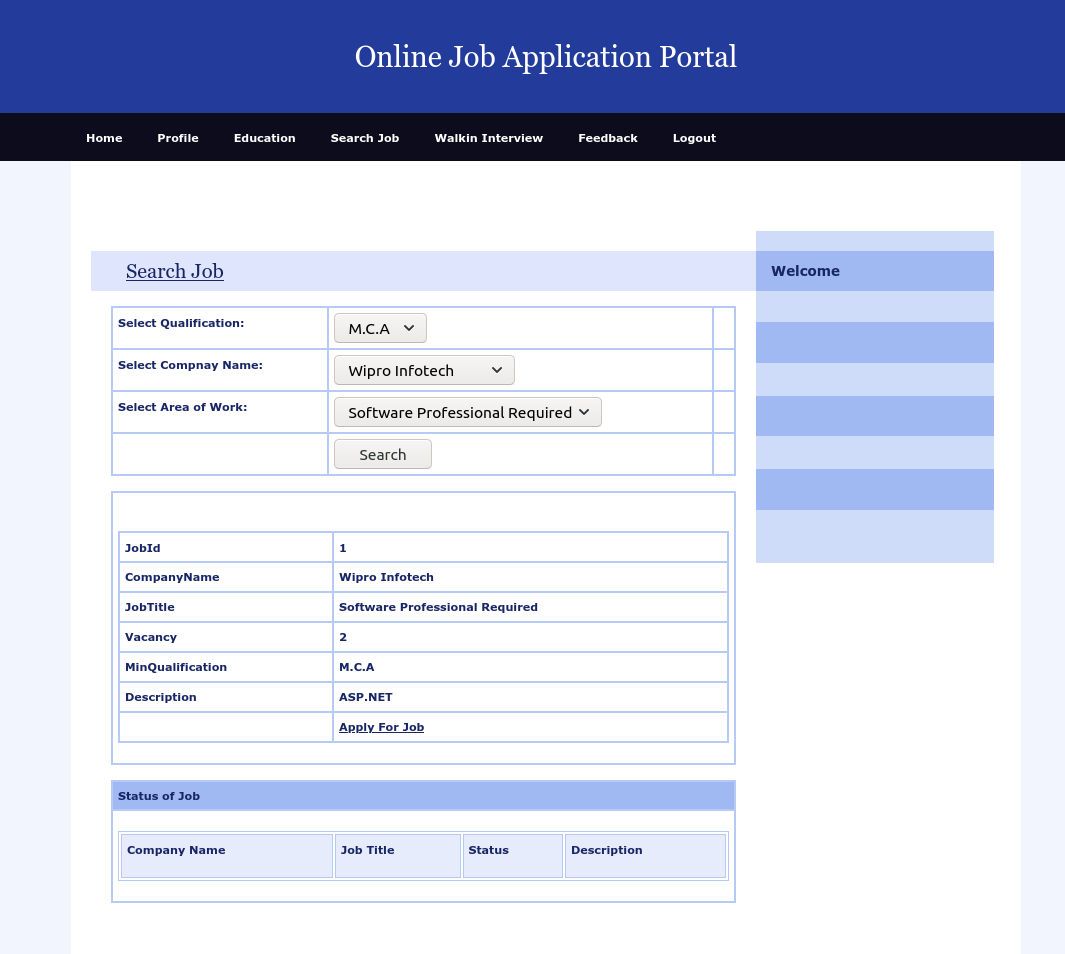 Online Job Application Portal
Home Profile Education Search Job Walkin Interview Feedback Logout
Search Job
Welcome
Select Qualification: M.C.A
Select Compnay Name: Wipro Infotech
Select Area of Work: Software Professional Required
Search
JobId 1
CompanyName Wipro Infotech
JobTitle Software Professional Required
Vacancy 2
MinQualification M.C.A
Description ASP.NET
Apply For Job
Status of Job
Company Name Job Title Status Description